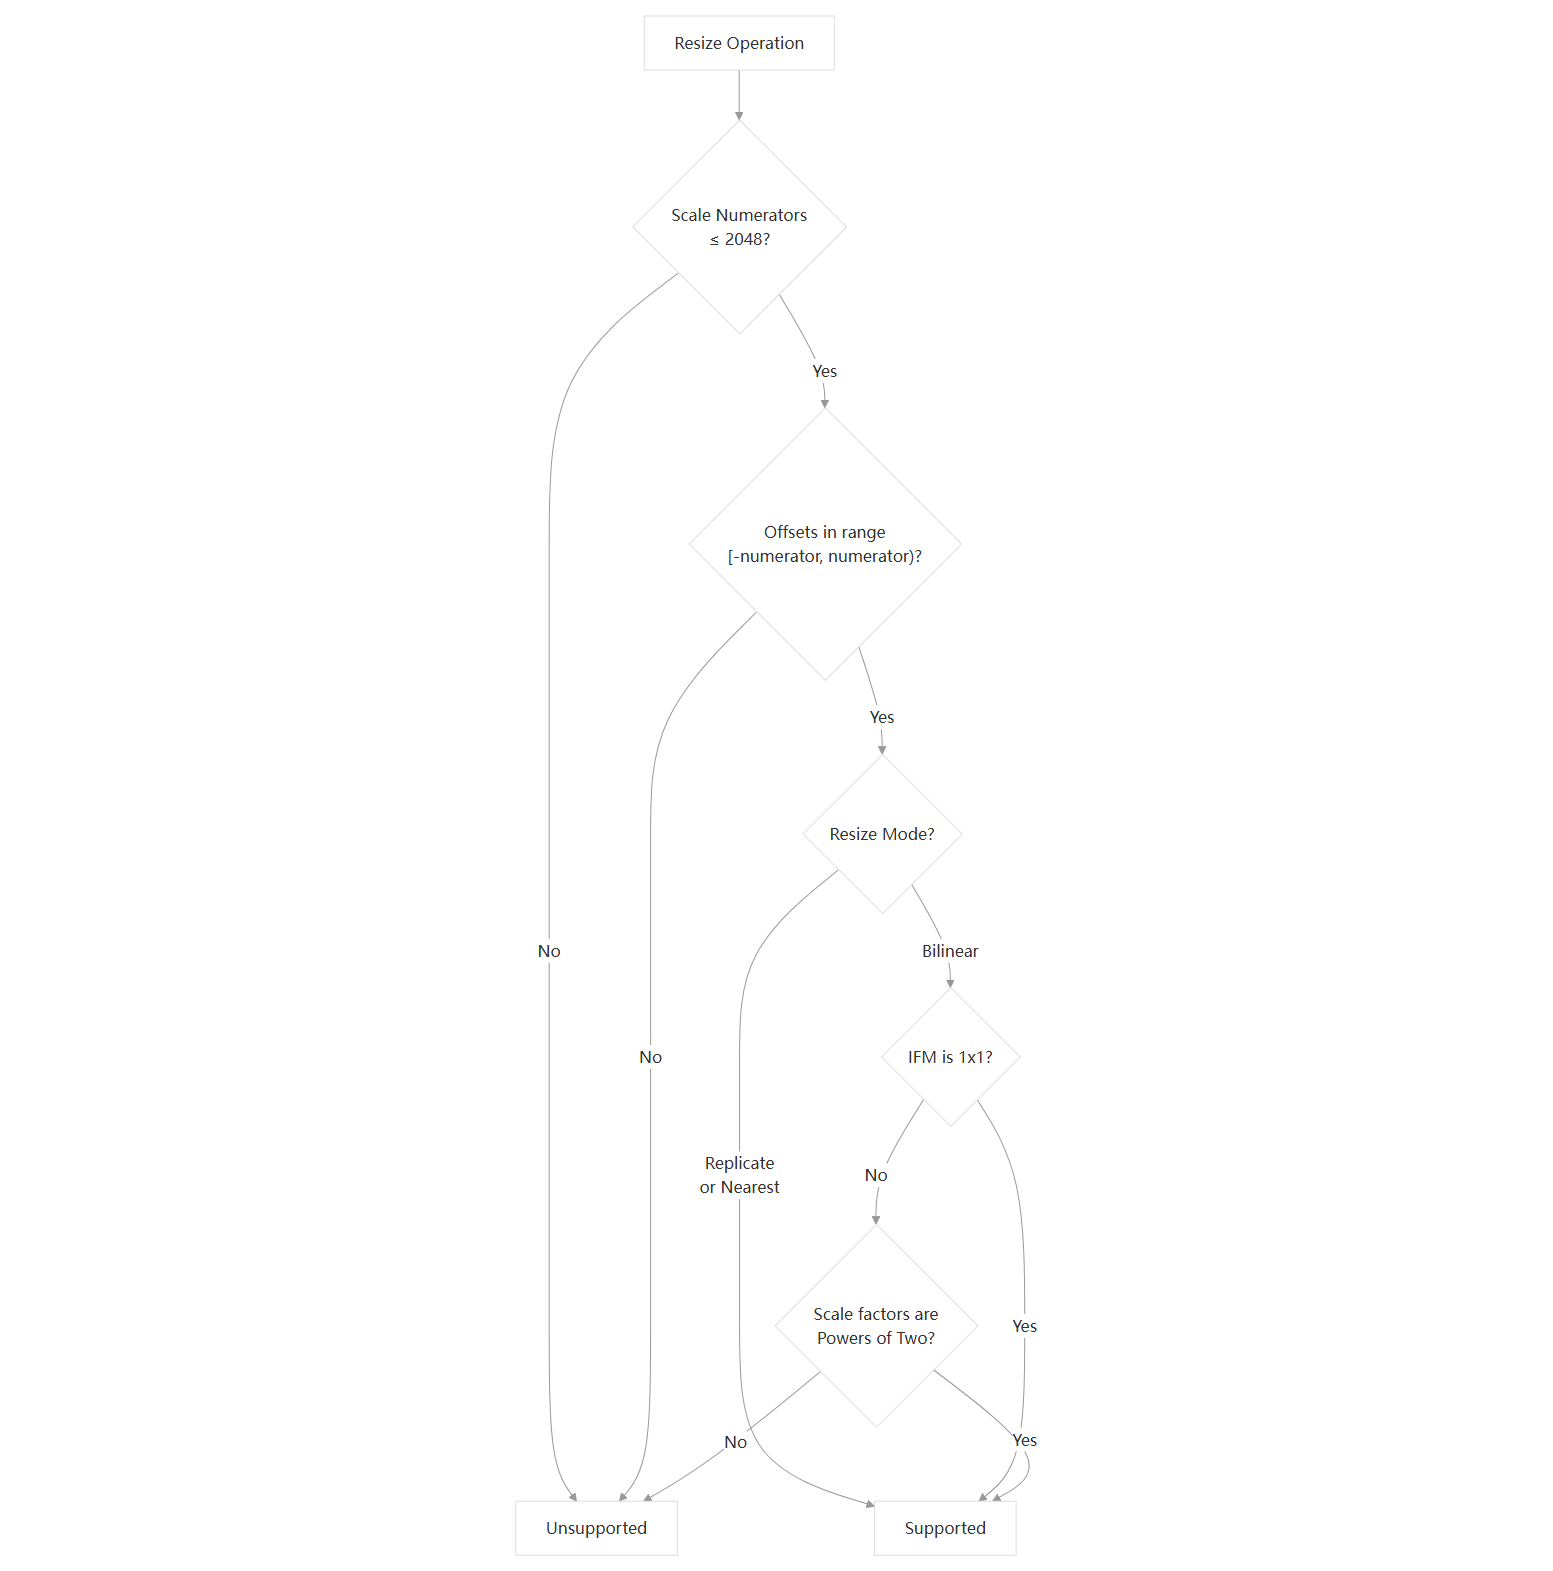 Resize Operation
Scale Numerators
≤ 2048?
Yes
Offsets in range
[-numerator, numerator)?
Yes
Resize Mode?
No
Bilinear
No
IFM is 1x1?
Replicate
or Nearest
No
Scale factors are
Powers of Two?
Yes
No
Yes
Unsupported
Supported